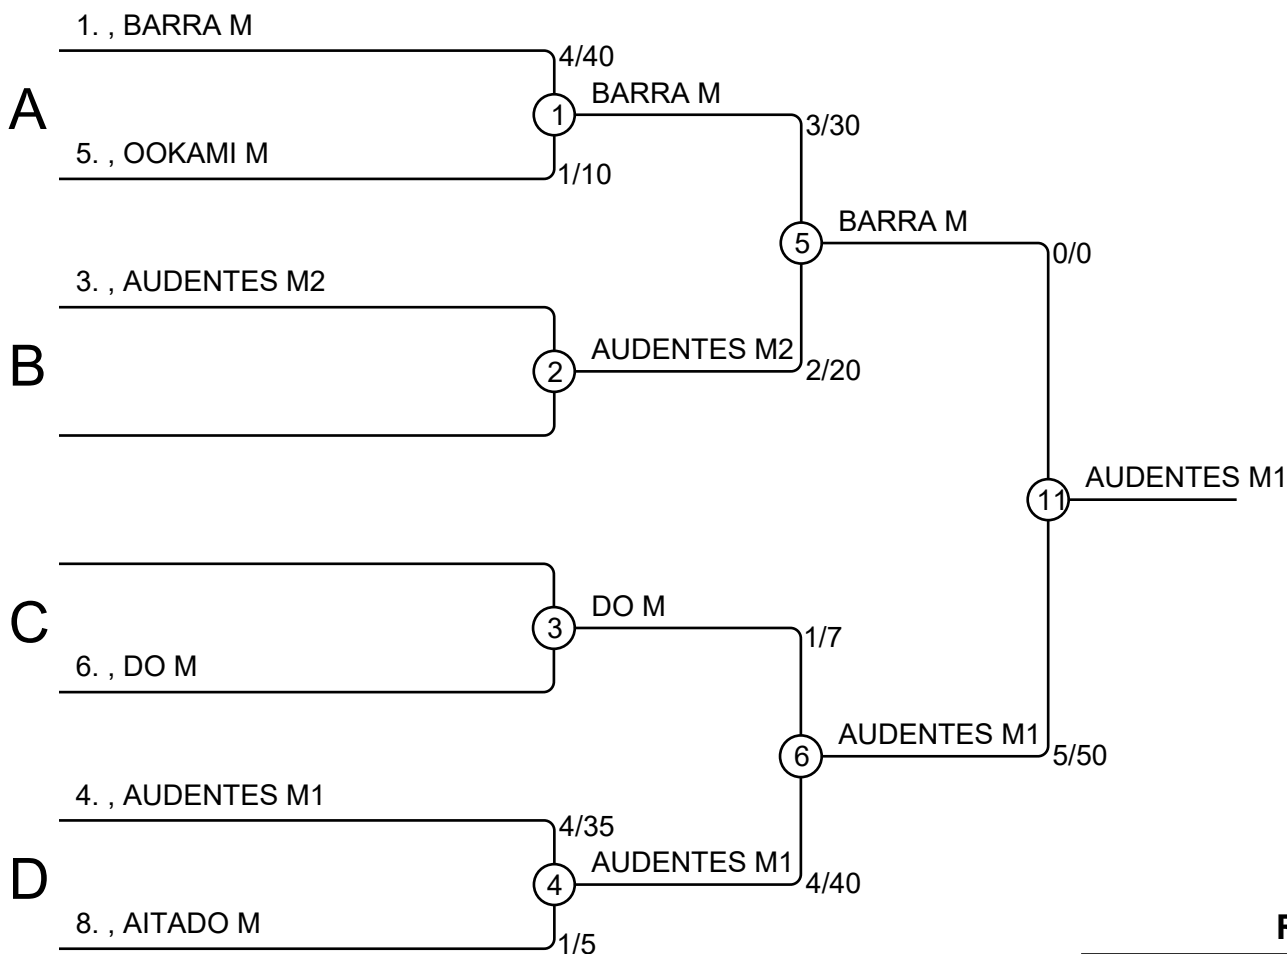 1. , BARRA M
4/40
A
1
BARRA M
3/30
5. , OOKAMI M
1/10
5
BARRA M
0/0
3. , AUDENTES M2
B
2
AUDENTES M2
2/20
11
AUDENTES M1
C
3
DO M
1/7
6. , DO M
6
AUDENTES M1
5/50
4. , AUDENTES M1
4/35
D
4
AUDENTES M1
4/40
8. , AITADO M
1/5